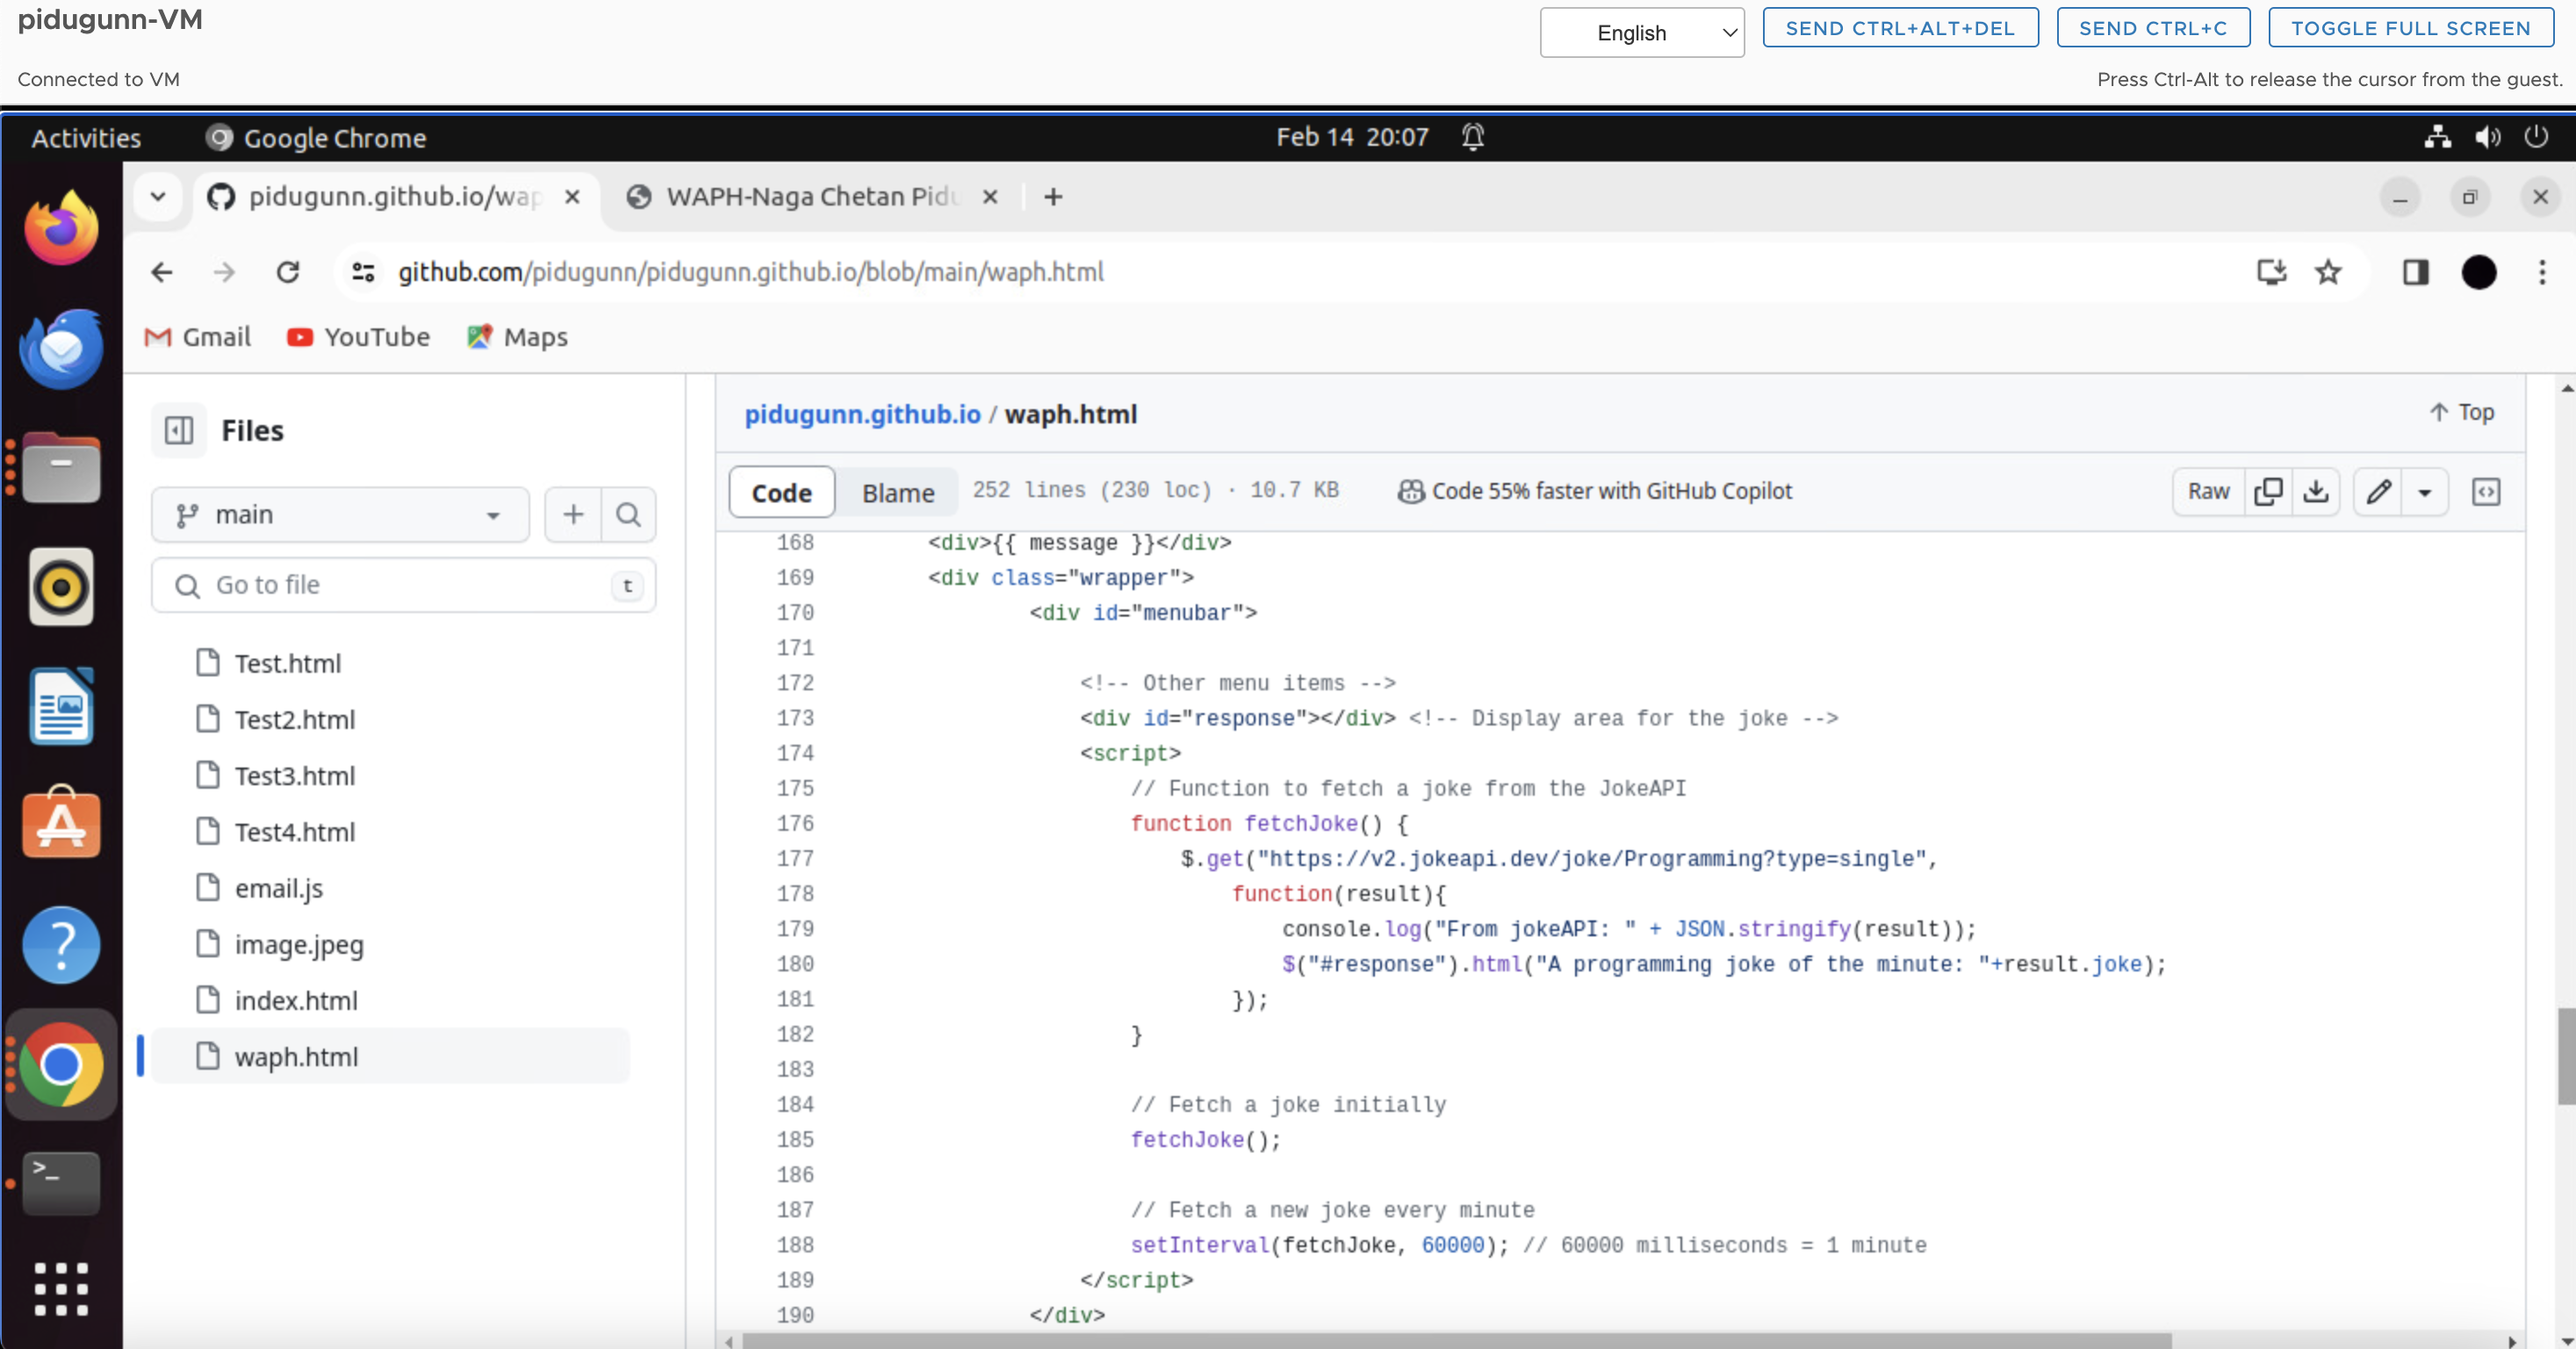 pidugunn-VM
English
SEND CTRL+ALT+DEL
SEND CTRL+C
TOGGLE FULL SCREEN
Connected to VM
Press Ctrl-Alt to release the cursor from the guest.
Activities
Google Chrome
Feb 14 20:07
pidugunn.github.io/wap
WAPH-Naga Chetan Pidu
github.com/pidugunn/pidugunn.github.io/blob/main/waph.html
Gmail
YouTube
Maps
Files
main
Go to file
t
Test.html
Test2.html
Test3.html
Test4.html
email.js
image.jpeg
index.html
waph.html
pidugunn.github.io / waph.html
Top
Code
Blame
252 lines (230 loc) · 10.7 KB
Code 55% faster with GitHub Copilot
Raw
168 <div>{{ message }}</div>
169 <div class="wrapper">
170 <div id="menubar">
171
172 <!-- Other menu items -->
173 <div id="response"></div> <!-- Display area for the joke -->
174 <script>
175 // Function to fetch a joke from the JokeAPI
176 function fetchJoke() {
177 $.get("https://v2.jokeapi.dev/joke/Programming?type=single",
178 function(result){
179 console.log("From jokeAPI: " + JSON.stringify(result));
180 $("#response").html("A programming joke of the minute: "+result.joke);
181 });
182 }
183
184 // Fetch a joke initially
185 fetchJoke();
186
187 // Fetch a new joke every minute
188 setInterval(fetchJoke, 60000); // 60000 milliseconds = 1 minute
189 </script>
190 </div>